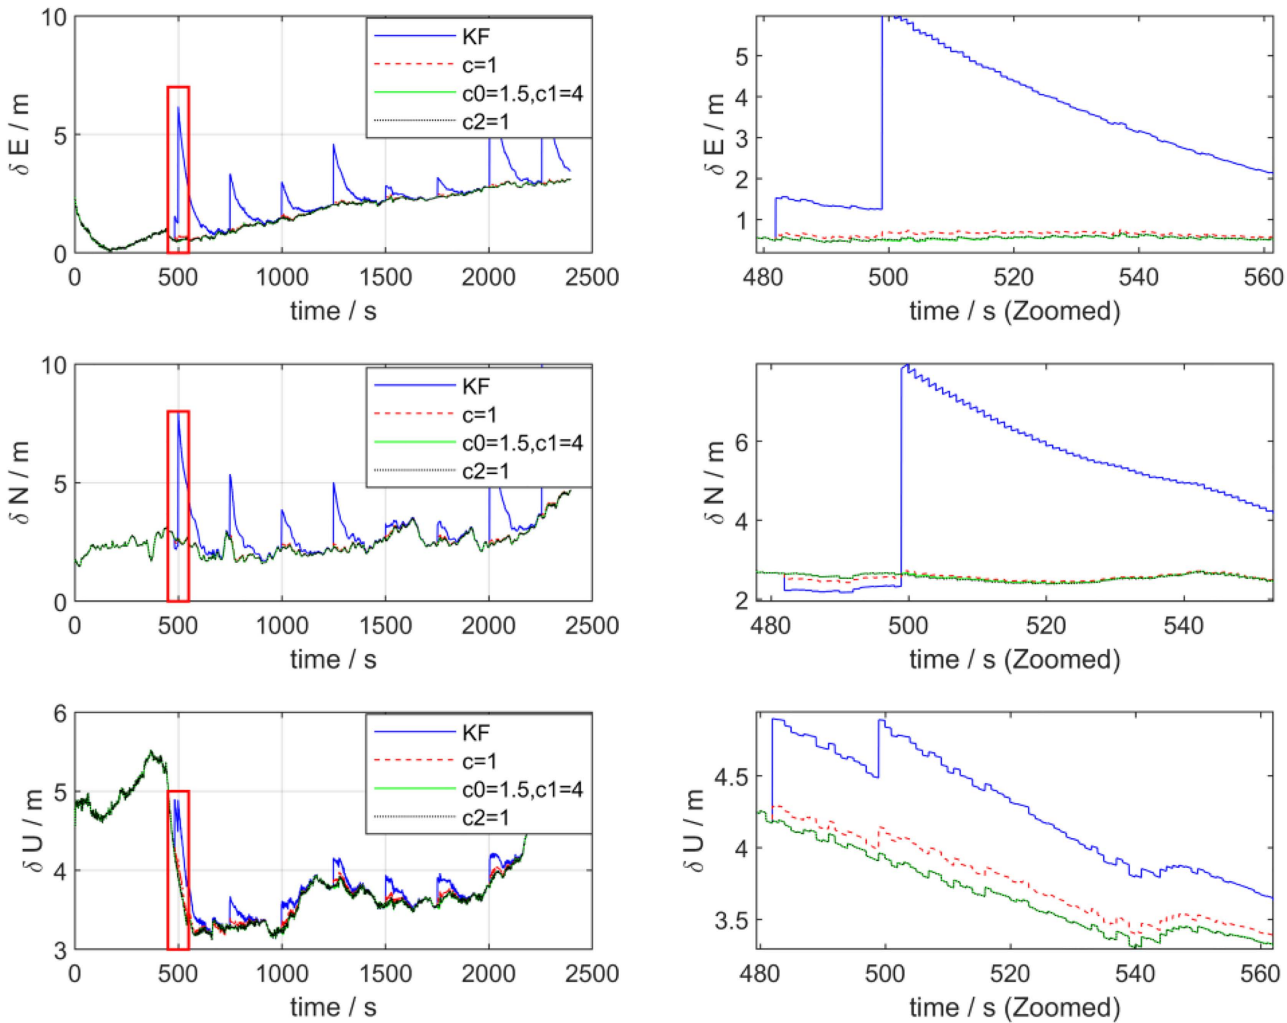 10
5
0
δ E / m
KF
c=1
c0=1.5,c1=4
c2=1
0 500 1000 1500 2000 2500
time / s
5
4
3
2
1
δ E / m
480 500 520 540 560
time / s (Zoomed)
10
5
0
δ N / m
KF
c=1
c0=1.5,c1=4
c2=1
0 500 1000 1500 2000 2500
time / s
6
4
2
δ N / m
480 500 520 540
time / s (Zoomed)
6
5
4
3
δ U / m
KF
c=1
c0=1.5,c1=4
c2=1
0 500 1000 1500 2000 2500
time / s
4.5
4
3.5
δ U / m
480 500 520 540 560
time / s (Zoomed)